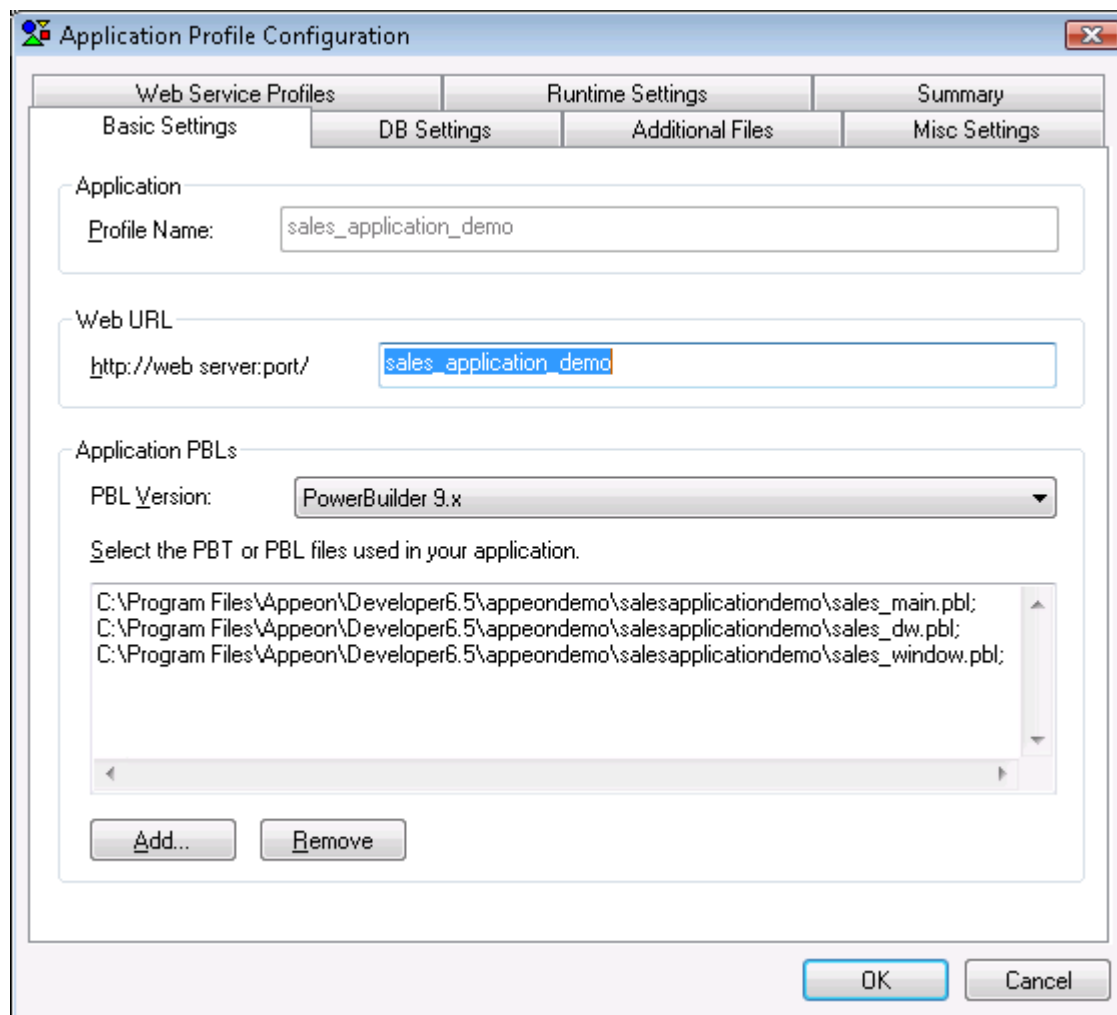 Application Profile Configuration
Web Service Profiles Runtime Settings Summary
Basic Settings DB Settings Additional Files Misc Settings
Application
Profile Name: sales_application_demo
Web URL
http://web server:port/ sales_application_demo
Application PBLs
PBL Version: PowerBuilder 9.x
Select the PBT or PBL files used in your application.
C:\Program Files\Appeon\Developer6.5\appeondemo\salesapplicationdemo\sales_main.pbl;
C:\Program Files\Appeon\Developer6.5\appeondemo\salesapplicationdemo\sales_dw.pbl;
C:\Program Files\Appeon\Developer6.5\appeondemo\salesapplicationdemo\sales_window.pbl;
Add... Remove
OK Cancel